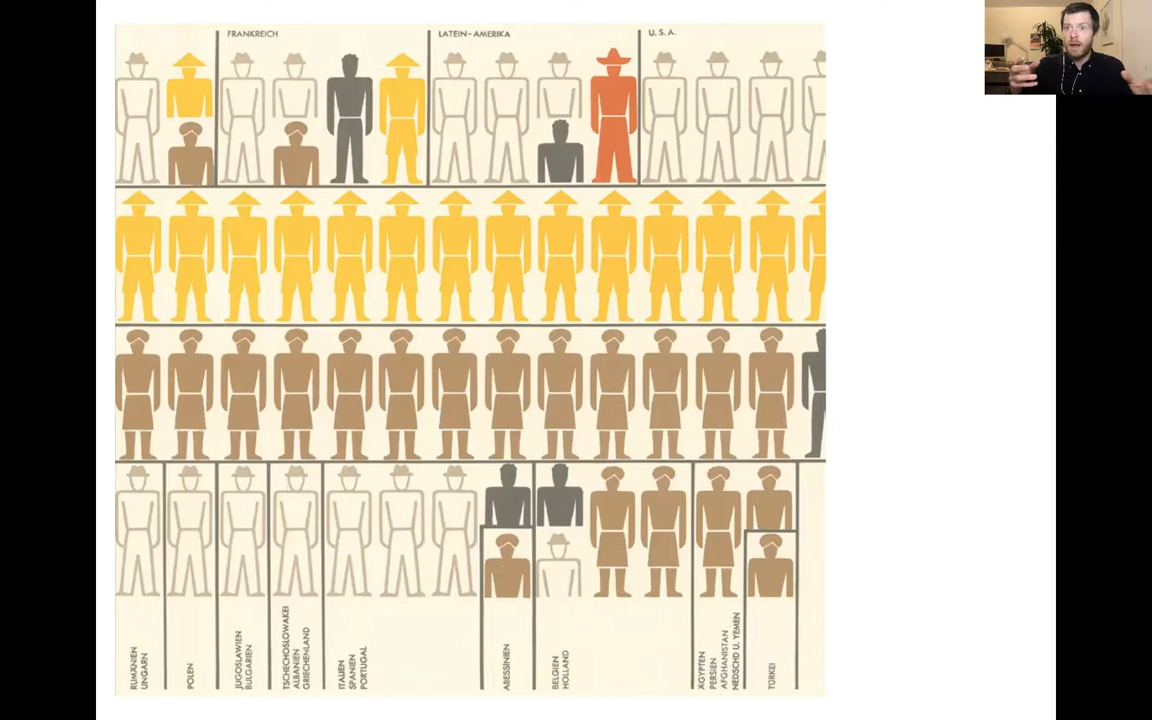 FRANKREICH
LATEIN-AMERIKA
U.S.A.
RUMÄNIEN
UNGARN
POLEN
JUGOSLAWIEN
BULGARIEN
TSCHECHOSLOWAKEI
ALBANIEN
GRIECHENLAND
ITALIEN
SPANIEN
PORTUGAL
ABESSINIEN
BELGIEN
HOLLAND
ÄGYPTEN
PERSIEN
AFGHANISTAN
NEDSCHD U. YEMEN
TÜRKEI